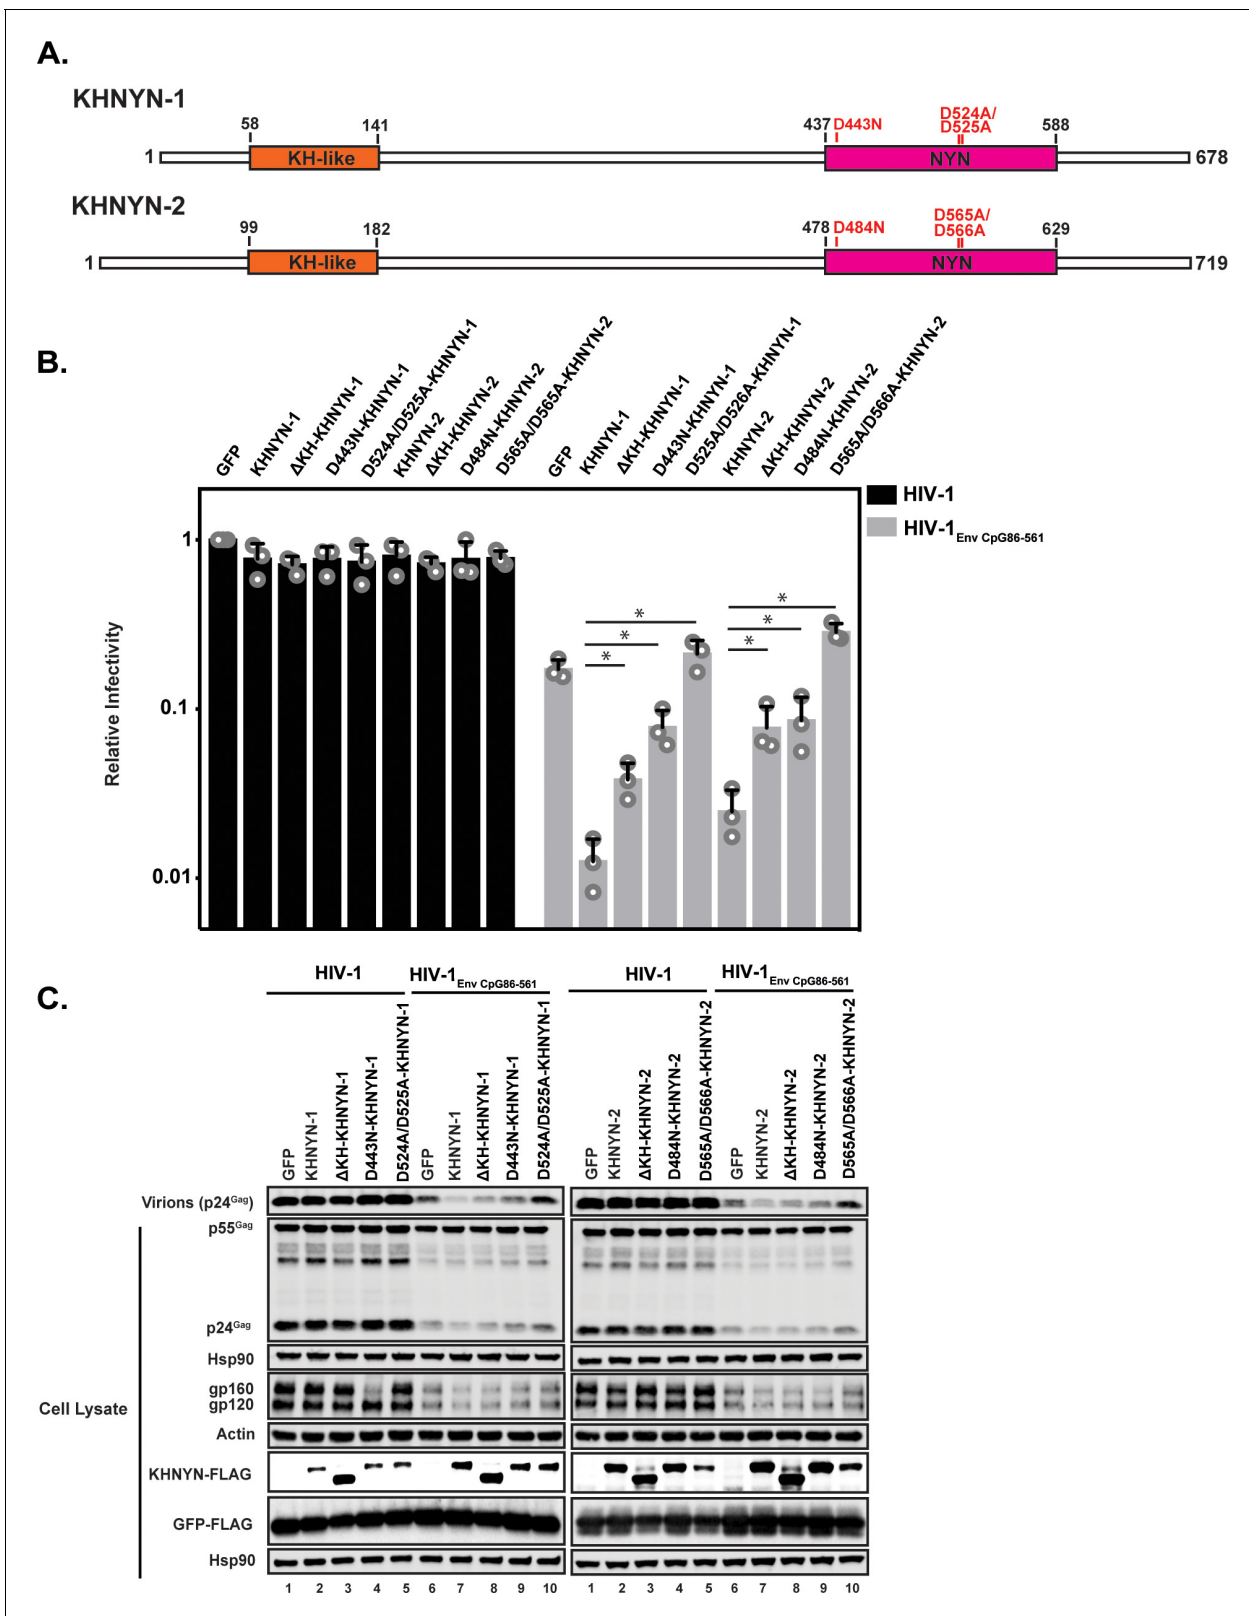 A.
KHNYN-1
58 141 437 D443N D524A/
D525A 588
1 KH-like NYN 678
KHNYN-2
99 182 478 D484N D565A/
D566A 629
1 KH-like NYN 719
B.
GFP
KHNYN-1
ΔKH-KHNYN-1
D443N-KHNYN-1
D524A/D525A-KHNYN-1
KHNYN-2
ΔKH-KHNYN-2
D484N-KHNYN-2
D565A/D565A-KHNYN-2
GFP
KHNYN-1
ΔKH-KHNYN-1
D443N-KHNYN-1
D525A/D526A-KHNYN-1
KHNYN-2
ΔKH-KHNYN-2
D484N-KHNYN-2
D565A/D566A-KHNYN-2
HIV-1
HIV-1Env CpG86-561
Relative Infectivity
1
0.1
0.01
* * *
* * *
C.
HIV-1 HIV-1Env CpG86-561 HIV-1 HIV-1Env CpG86-561
GFP
KHNYN-1
ΔKH-KHNYN-1
D443N-KHNYN-1
D524A/D525A-KHNYN-1
GFP
KHNYN-1
ΔKH-KHNYN-1
D443N-KHNYN-1
D524A/D525A-KHNYN-1
GFP
KHNYN-2
ΔKH-KHNYN-2
D484N-KHNYN-2
D565A/D566A-KHNYN-2
GFP
KHNYN-2
ΔKH-KHNYN-2
D484N-KHNYN-2
D565A/D566A-KHNYN-2
Virions (p24Gag)
p55Gag
p24Gag
Hsp90
gp160
gp120
Cell Lysate
Actin
KHNYN-FLAG
GFP-FLAG
Hsp90
1 2 3 4 5 6 7 8 9 10 1 2 3 4 5 6 7 8 9 10